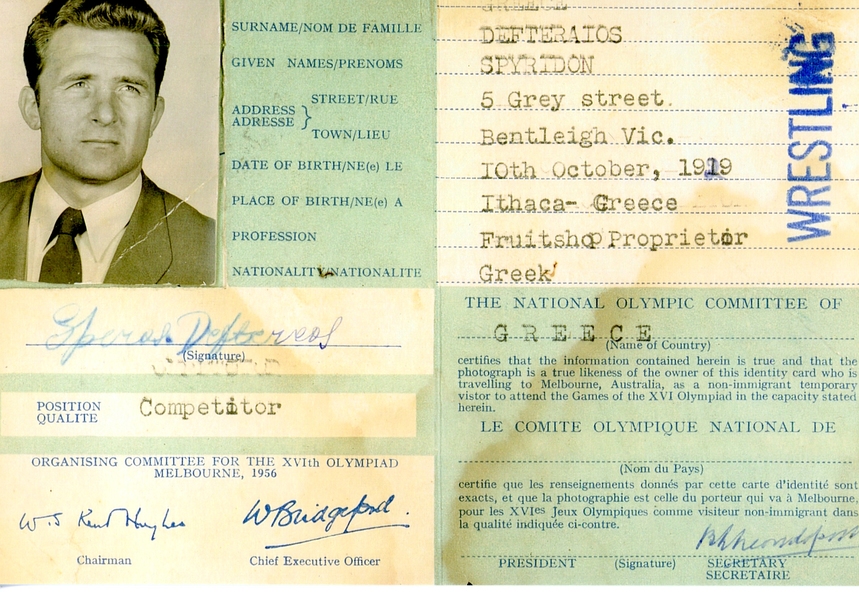 GREECE
SURNAME/NOM DE FAMILLE DEFTERAIOS
GIVEN NAMES/PRENOMS SPYRIDON
ADDRESS
ADRESSE
STREET/RUE 5 Grey street.
TOWN/LIEU Bentleigh Vic.
DATE OF BIRTH/NE(e) LE 10th October, 1919
PLACE OF BIRTH/NE(e) A Ithaca- Greece
PROFESSION Fruitshop Proprietor
NATIONALITY/NATIONALITE Greek
WRESTLING
Speros Deftereos
(Signature)
POSITION
QUALITE
Competitor
ORGANISING COMMITTEE FOR THE XVIth OLYMPIAD
MELBOURNE, 1956
W.S Kent Hughes
W Bridgeford.
Chairman
Chief Executive Officer
THE NATIONAL OLYMPIC COMMITTEE OF
GREECE
(Name of Country)
certifies that the information contained herein is true and that the
photograph is a true likeness of the owner of this identity card who is
travelling to Melbourne, Australia, as a non-immigrant temporary
vistor to attend the Games of the XVI Olympiad in the capacity stated
herein.
LE COMITE OLYMPIQUE NATIONAL DE
(Nom du Pays)
certifie que les renseignements donnés par cette carte d'identité sont
exacts, et que la photographie est celle du porteur qui va à Melbourne,
pour les XVIes Jeux Olympiques comme visiteur non-immigrant dans
la qualité indiquée ci-contre.
PRESIDENT (Signature) SECRETARY
SECRETAIRE